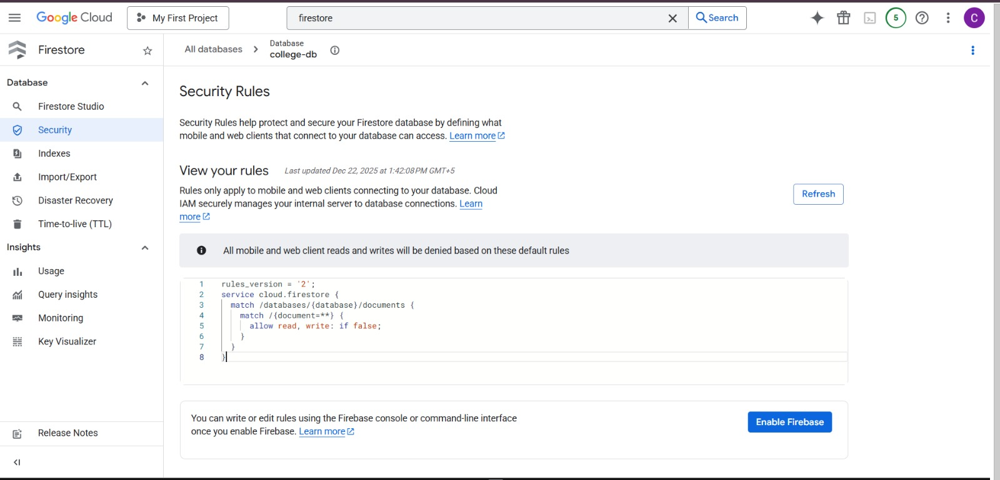 Google Cloud
My First Project
firestore
Search
5
C
Firestore
All databases
Database
college-db
Database
Firestore Studio
Security
Indexes
Import/Export
Disaster Recovery
Time-to-live (TTL)
Insights
Usage
Query insights
Monitoring
Key Visualizer
Release Notes
Security Rules
Security Rules help protect and secure your Firestore database by defining what
mobile and web clients that connect to your database can access. Learn more
View your rules Last updated Dec 22, 2025 at 1:42:08 PM GMT+5
Rules only apply to mobile and web clients connecting to your database. Cloud
IAM securely manages your internal server to database connections. Learn
more
Refresh
All mobile and web client reads and writes will be denied based on these default rules
1 rules_version = '2';
2 service cloud.firestore {
3 match /databases/{database}/documents {
4 match /{document=**} {
5 allow read, write: if false;
6 }
7 }
8 }
You can write or edit rules using the Firebase console or command-line interface
once you enable Firebase. Learn more
Enable Firebase